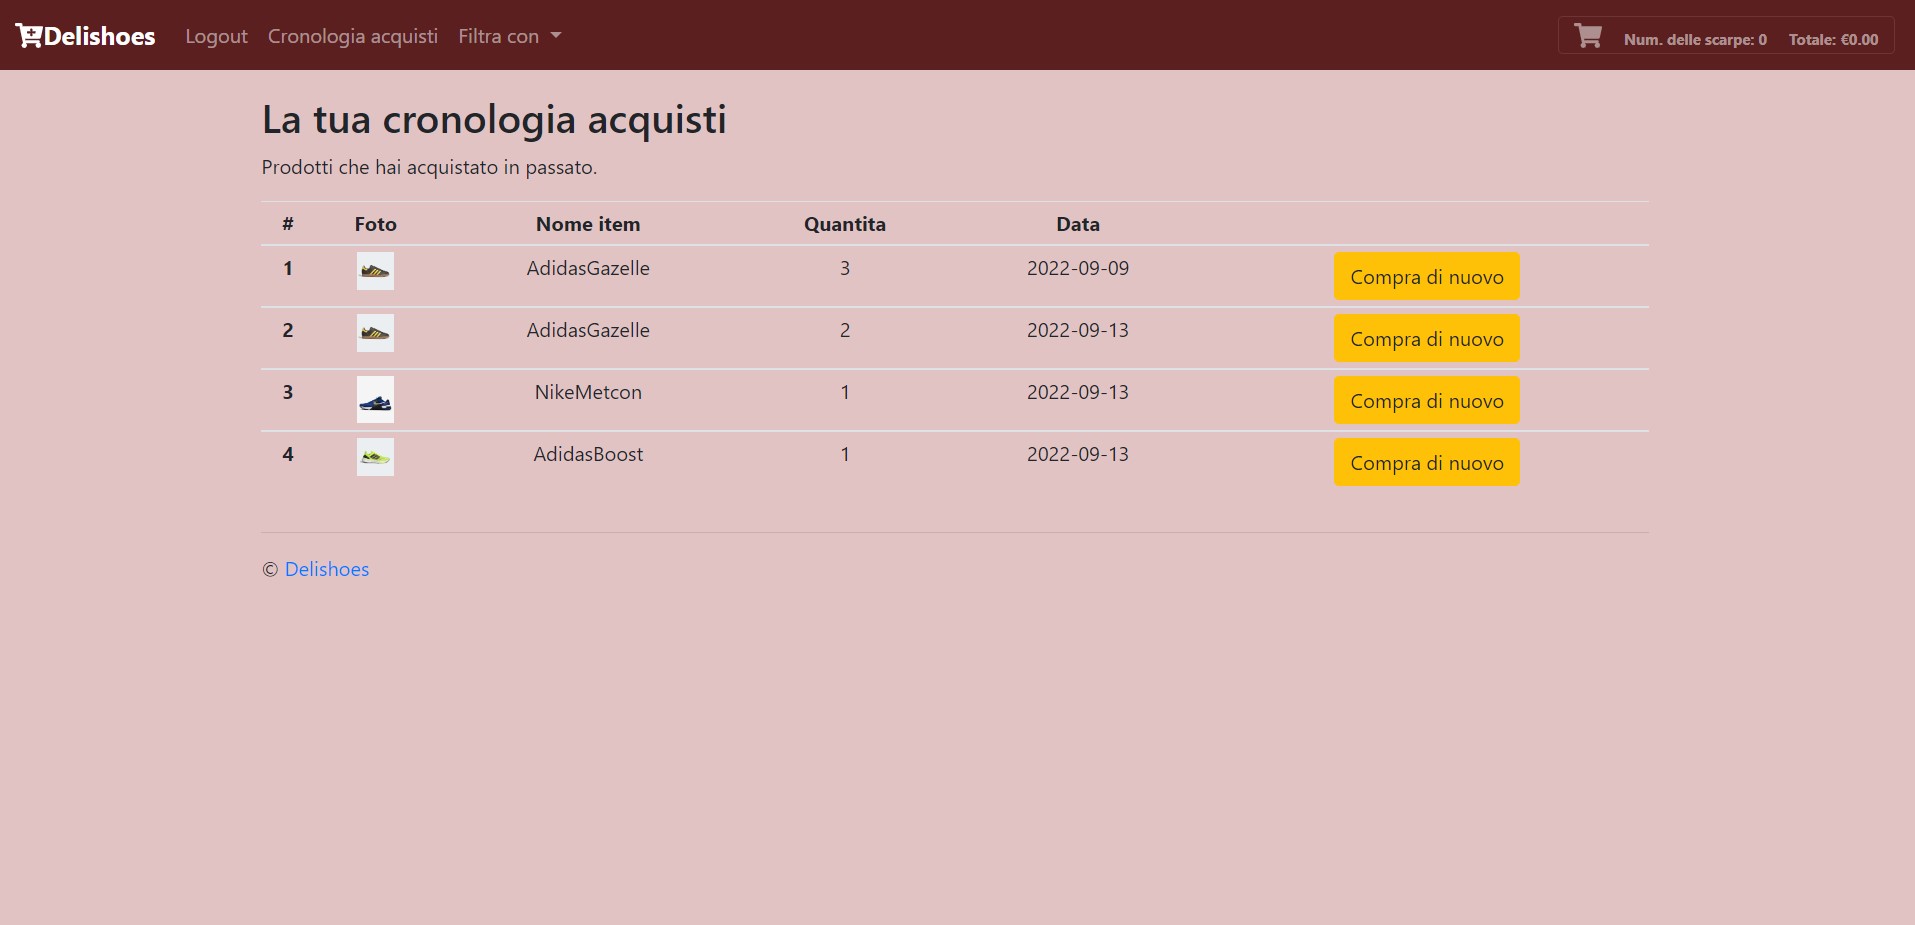 Delishoes Logout Cronologia acquisti Filtra con Num. delle scarpe: 0 Totale: €0.00
La tua cronologia acquisti
Prodotti che hai acquistato in passato.
# Foto Nome item Quantita Data
1 AdidasGazelle 3 2022-09-09 Compra di nuovo
2 AdidasGazelle 2 2022-09-13 Compra di nuovo
3 NikeMetcon 1 2022-09-13 Compra di nuovo
4 AdidasBoost 1 2022-09-13 Compra di nuovo
© Delishoes